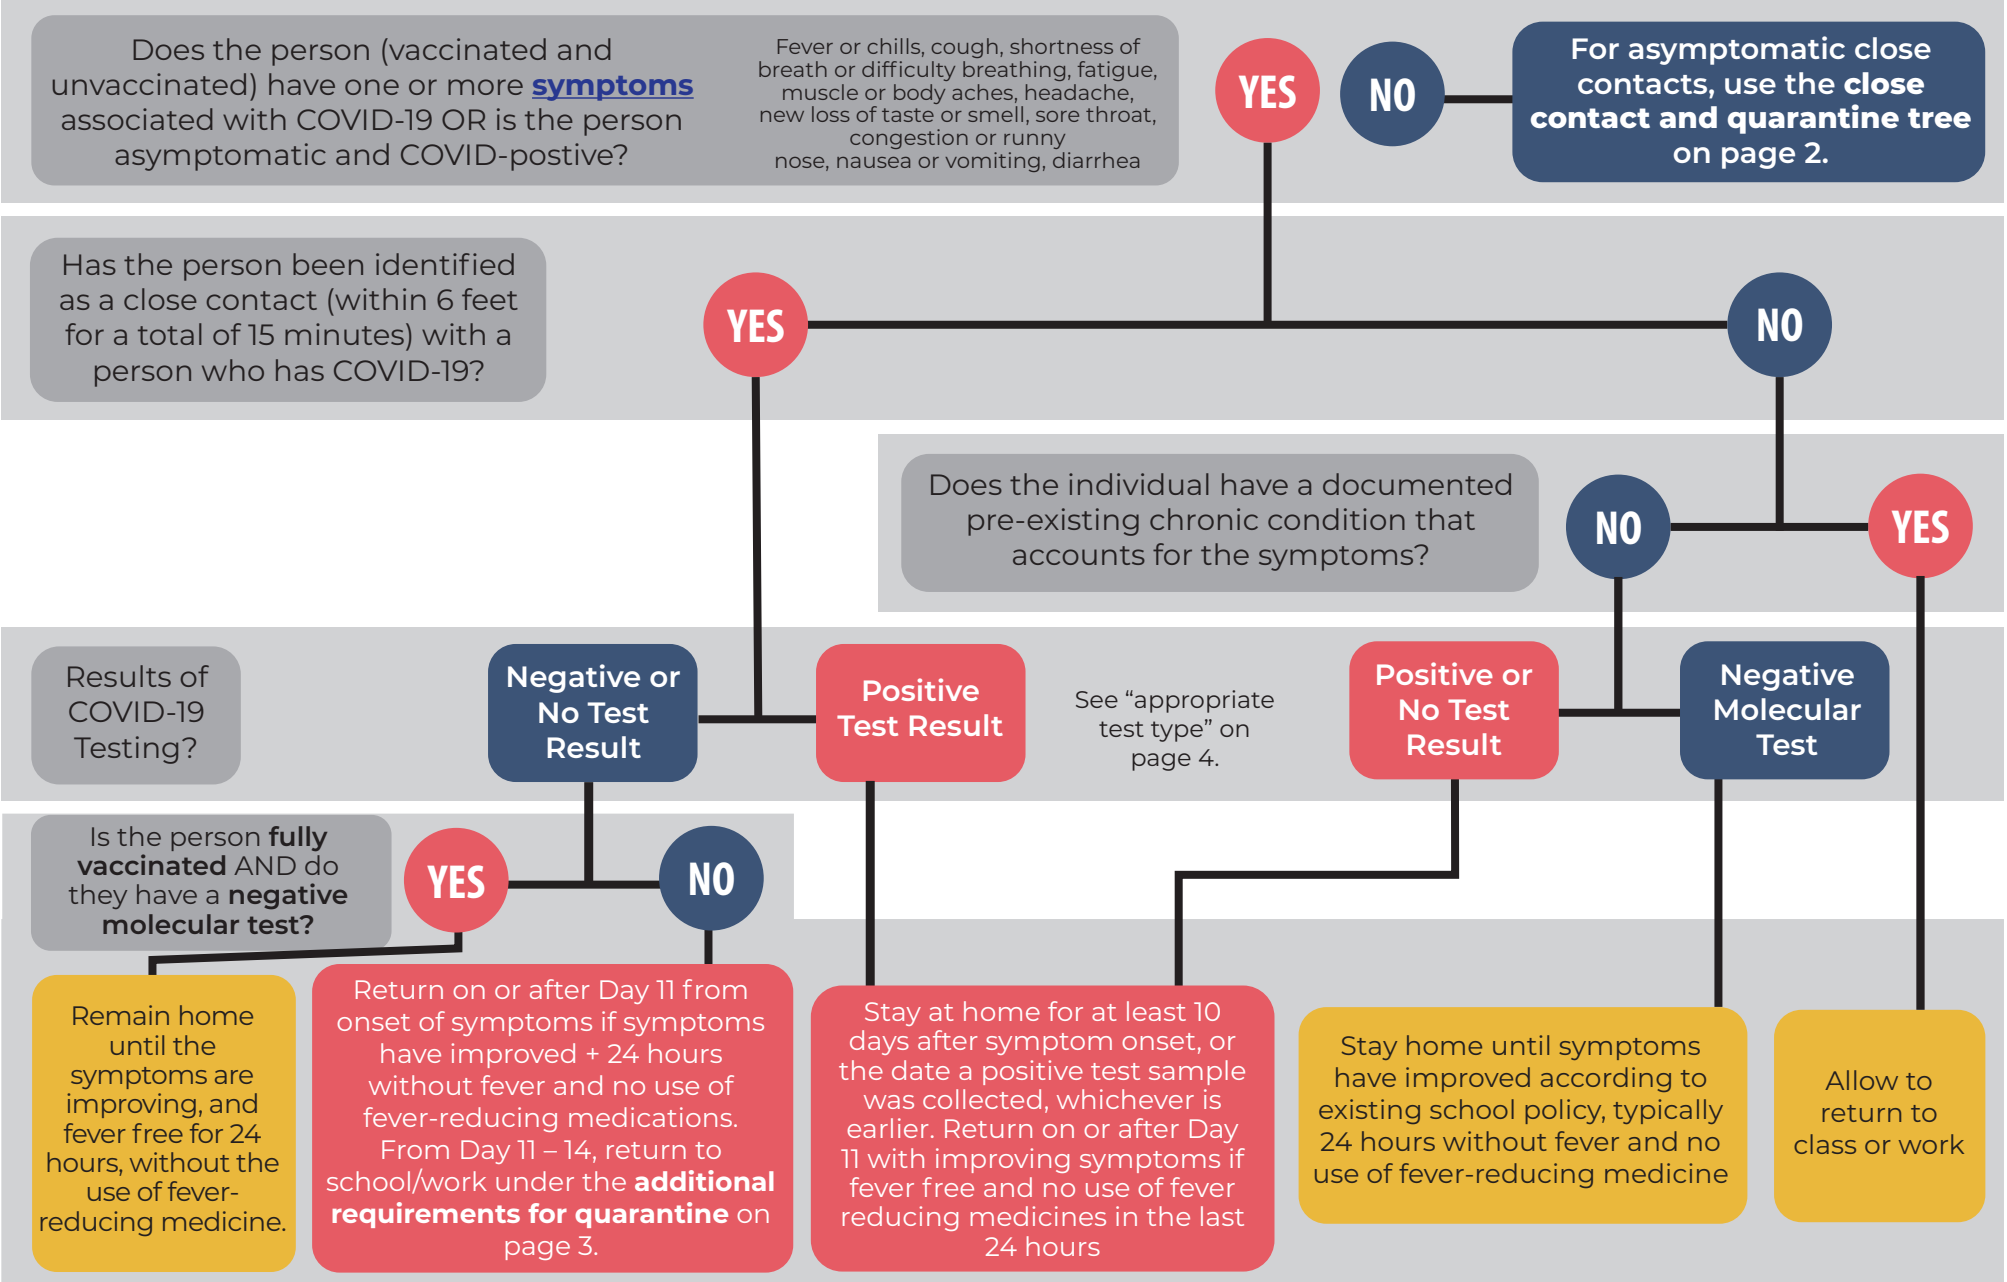 Does the person (vaccinated and
unvaccinated) have one or more symptoms
associated with COVID-19 OR is the person
asymptomatic and COVID-postive?
Fever or chills, cough, shortness of
breath or difficulty breathing, fatigue,
muscle or body aches, headache,
new loss of taste or smell, sore throat,
congestion or runny
nose, nausea or vomiting, diarrhea
YES
NO
For asymptomatic close
contacts, use the close
contact and quarantine tree
on page 2.
Has the person been identified
as a close contact (within 6 feet
for a total of 15 minutes) with a
person who has COVID-19?
YES
NO
Does the individual have a documented
pre-existing chronic condition that
accounts for the symptoms?
NO
YES
Results of
COVID-19
Testing?
Negative or
No Test
Result
Positive
Test Result
See “appropriate
test type” on
page 4.
Positive or
No Test
Result
Negative
Molecular
Test
Is the person fully
vaccinated AND do
they have a negative
molecular test?
YES
NO
Remain home
until the
symptoms are
improving, and
fever free for 24
hours, without the
use of fever-
reducing medicine.
Return on or after Day 11 from
onset of symptoms if symptoms
have improved + 24 hours
without fever and no use of
fever-reducing medications.
From Day 11 – 14, return to
school/work under the additional
requirements for quarantine on
page 3.
Stay at home for at least 10
days after symptom onset, or
the date a positive test sample
was collected, whichever is
earlier. Return on or after Day
11 with improving symptoms if
fever free and no use of fever
reducing medicines in the last
24 hours
Stay home until symptoms
have improved according to
existing school policy, typically
24 hours without fever and no
use of fever-reducing medicine
Allow to
return to
class or work